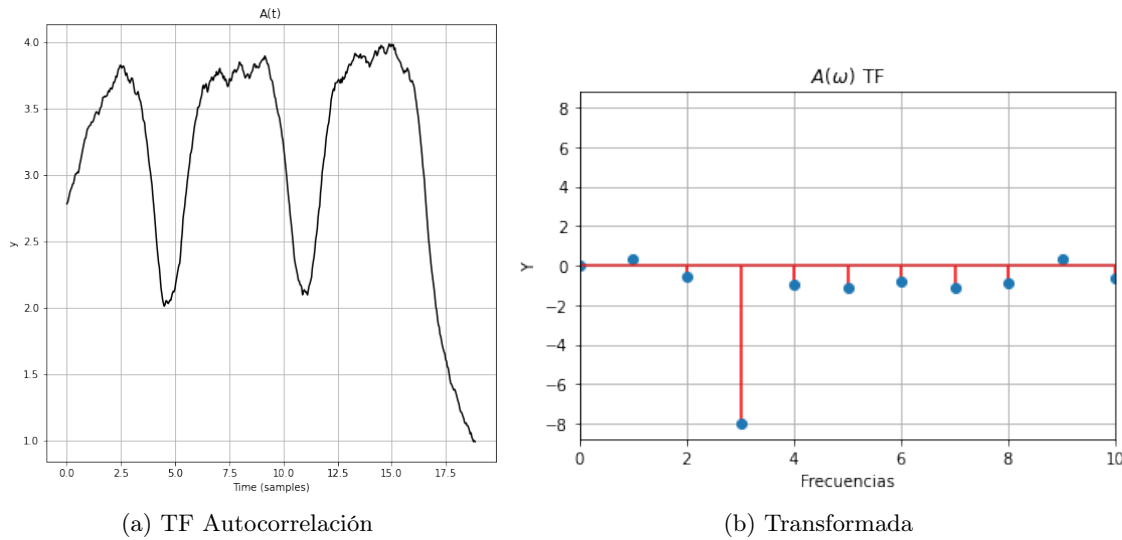 A(t)
4.0
3.5
3.0
2.5
2.0
1.5
1.0
y
0.0 2.5 5.0 7.5 10.0 12.5 15.0 17.5
Time (samples)
(a) TF Autocorrelación
A(ω) TF
8
6
4
2
0
−2
−4
−6
−8
Y
0 2 4 6 8 10
Frecuencias
(b) Transformada